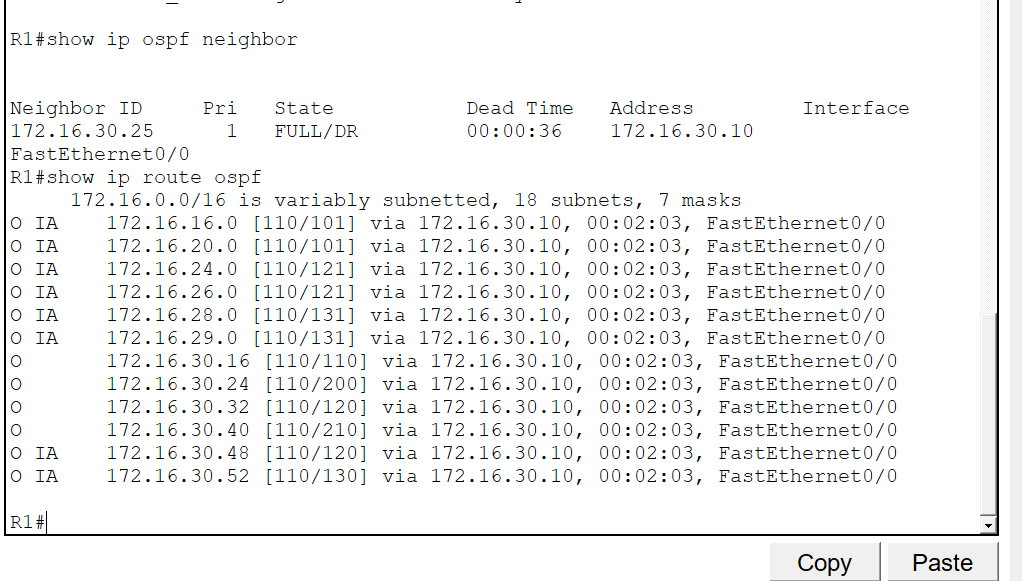 R1#show ip ospf neighbor
Neighbor ID     Pri   State           Dead Time   Address         Interface
172.16.30.25      1   FULL/DR         00:00:36    172.16.30.10
FastEthernet0/0
R1#show ip route ospf
     172.16.0.0/16 is variably subnetted, 18 subnets, 7 masks
O IA    172.16.16.0 [110/101] via 172.16.30.10, 00:02:03, FastEthernet0/0
O IA    172.16.20.0 [110/101] via 172.16.30.10, 00:02:03, FastEthernet0/0
O IA    172.16.24.0 [110/121] via 172.16.30.10, 00:02:03, FastEthernet0/0
O IA    172.16.26.0 [110/121] via 172.16.30.10, 00:02:03, FastEthernet0/0
O IA    172.16.28.0 [110/131] via 172.16.30.10, 00:02:03, FastEthernet0/0
O IA    172.16.29.0 [110/131] via 172.16.30.10, 00:02:03, FastEthernet0/0
O       172.16.30.16 [110/110] via 172.16.30.10, 00:02:03, FastEthernet0/0
O       172.16.30.24 [110/200] via 172.16.30.10, 00:02:03, FastEthernet0/0
O       172.16.30.32 [110/120] via 172.16.30.10, 00:02:03, FastEthernet0/0
O       172.16.30.40 [110/210] via 172.16.30.10, 00:02:03, FastEthernet0/0
O IA    172.16.30.48 [110/120] via 172.16.30.10, 00:02:03, FastEthernet0/0
O IA    172.16.30.52 [110/130] via 172.16.30.10, 00:02:03, FastEthernet0/0
R1#
Copy Paste